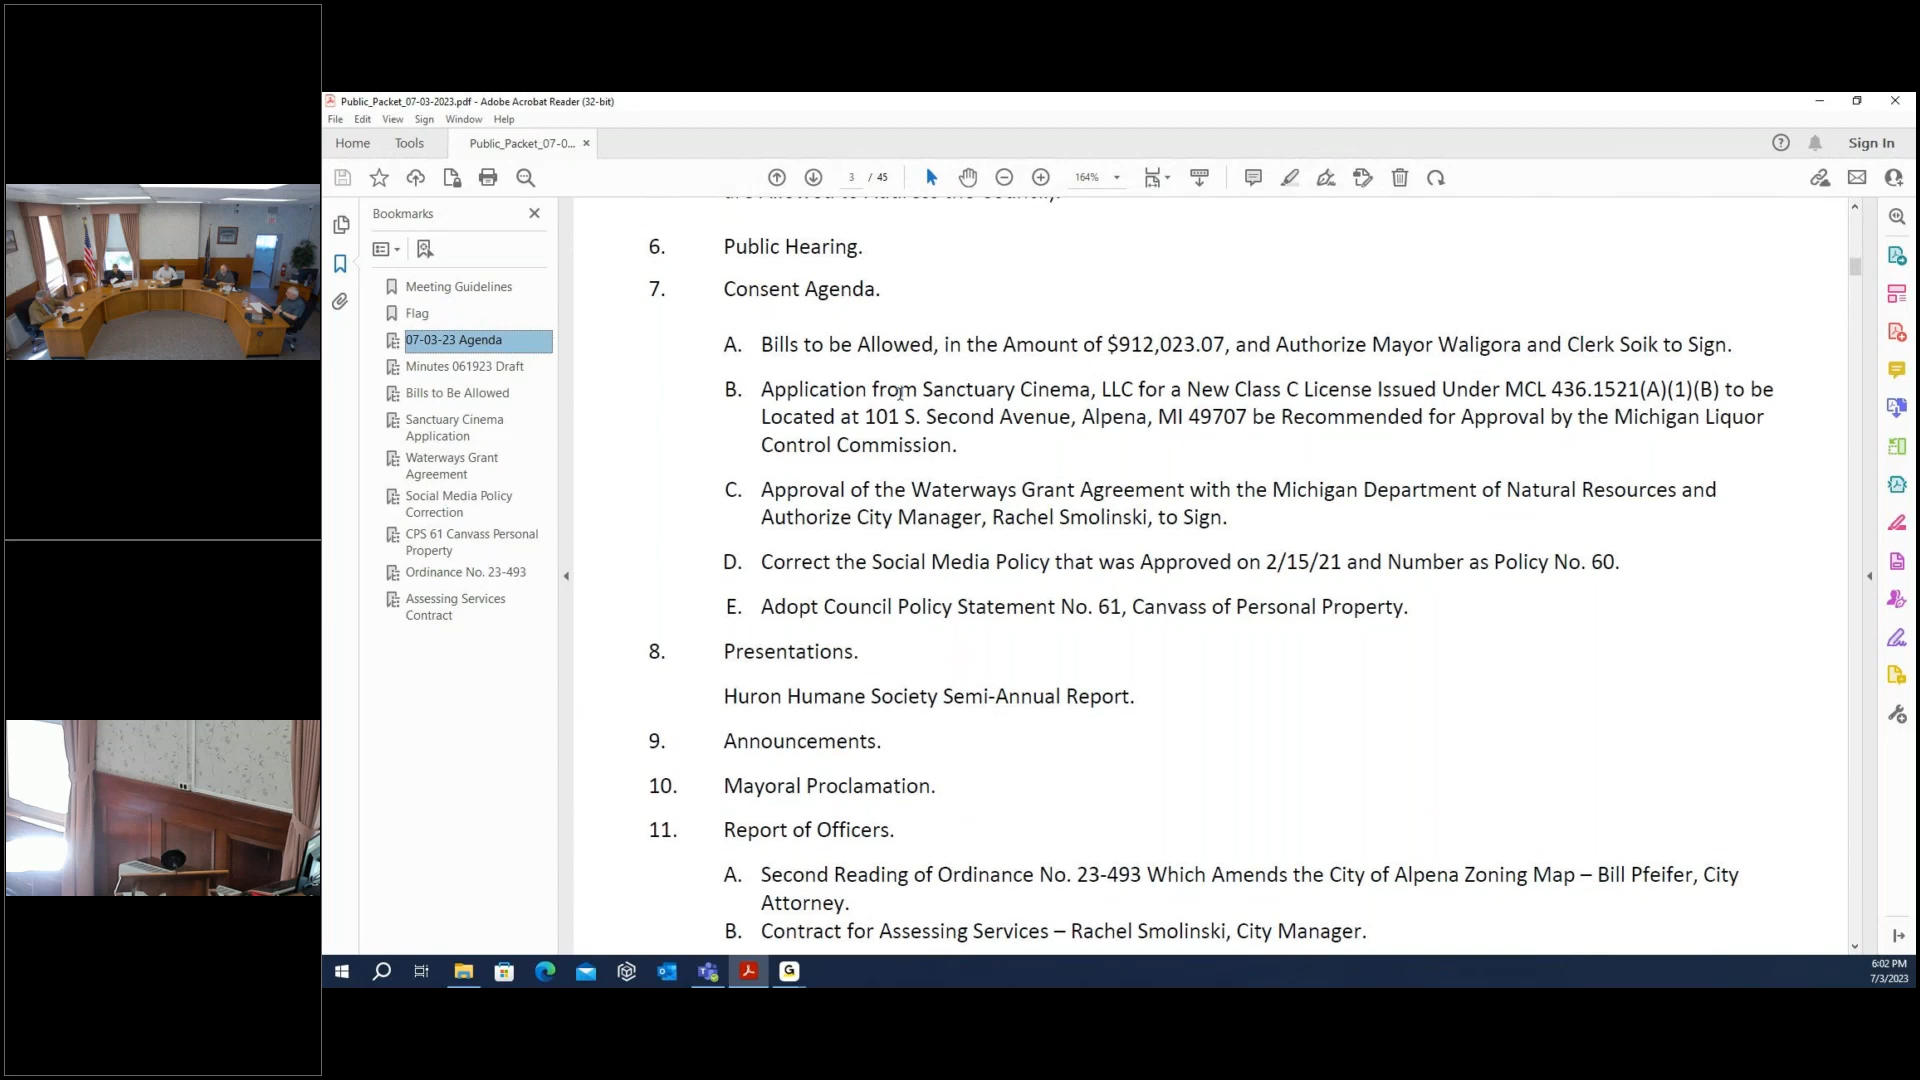 Public_Packet_07-03-2023.pdf - Adobe Acrobat Reader (32-bit)
File Edit View Sign Window Help
Home Tools Public_Packet_07-0... Sign In
3 / 45 164%
Bookmarks
Meeting Guidelines
Flag
07-03-23 Agenda
Minutes 061923 Draft
Bills to Be Allowed
Sanctuary Cinema
Application
Waterways Grant
Agreement
Social Media Policy
Correction
CPS 61 Canvass Personal
Property
Ordinance No. 23-493
Assessing Services
Contract
6. Public Hearing.
7. Consent Agenda.
A. Bills to be Allowed, in the Amount of $912,023.07, and Authorize Mayor Waligora and Clerk Soik to Sign.
B. Application from Sanctuary Cinema, LLC for a New Class C License Issued Under MCL 436.1521(A)(1)(B) to be
Located at 101 S. Second Avenue, Alpena, MI 49707 be Recommended for Approval by the Michigan Liquor
Control Commission.
C. Approval of the Waterways Grant Agreement with the Michigan Department of Natural Resources and
Authorize City Manager, Rachel Smolinski, to Sign.
D. Correct the Social Media Policy that was Approved on 2/15/21 and Number as Policy No. 60.
E. Adopt Council Policy Statement No. 61, Canvass of Personal Property.
8. Presentations.
Huron Humane Society Semi-Annual Report.
9. Announcements.
10. Mayoral Proclamation.
11. Report of Officers.
A. Second Reading of Ordinance No. 23-493 Which Amends the City of Alpena Zoning Map – Bill Pfeifer, City
Attorney.
B. Contract for Assessing Services – Rachel Smolinski, City Manager.
6:02 PM
7/3/2023